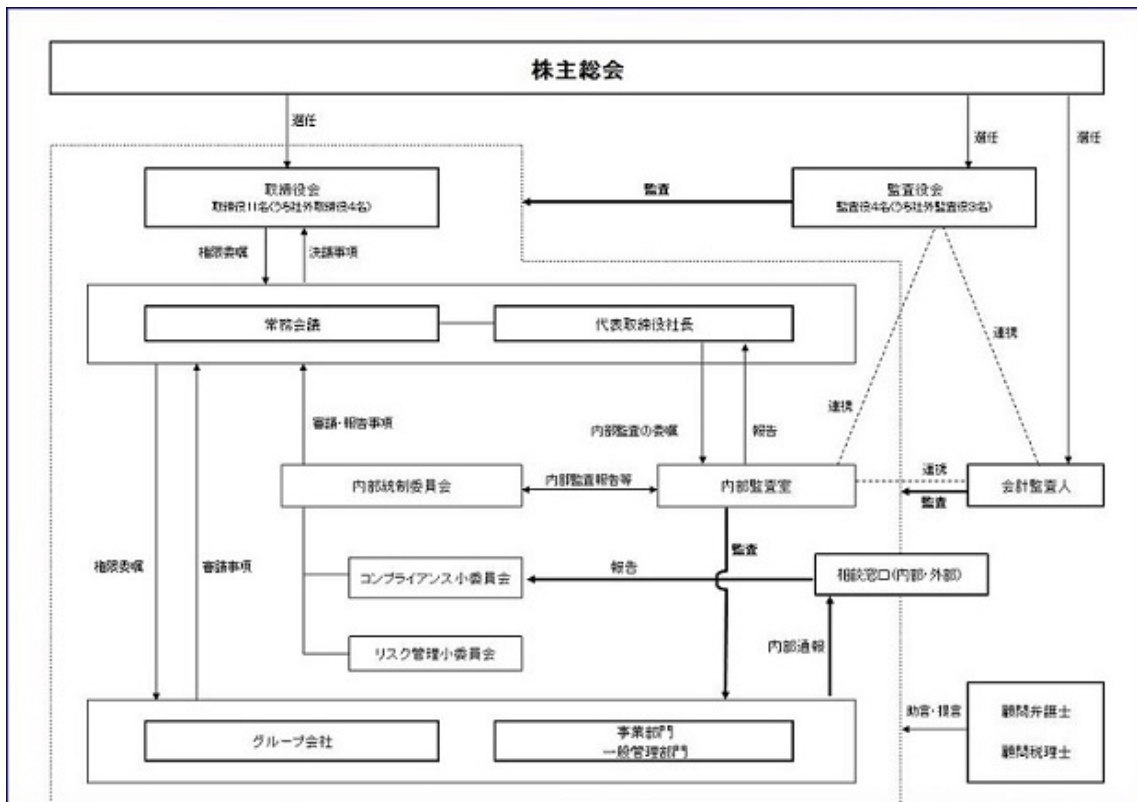 株主総会
選任
選任
選任
取締役会
取締役11名(うち社外取締役4名)
監査
監査役会
監査役4名(うち社外監査役3名)
権限委嘱
決議事項
常務会議
代表取締役社長
連携
連携
審議・報告事項
内部監査の委嘱
報告
内部統制委員会
内部監査報告等
内部監査室
連携
会計監査人
監査
権限委嘱
審議事項
監査
コンプライアンス小委員会
報告
相談窓口(内部・外部)
リスク管理小委員会
内部通報
グループ会社
事業部門
一般管理部門
助言・提言
顧問弁護士
顧問税理士